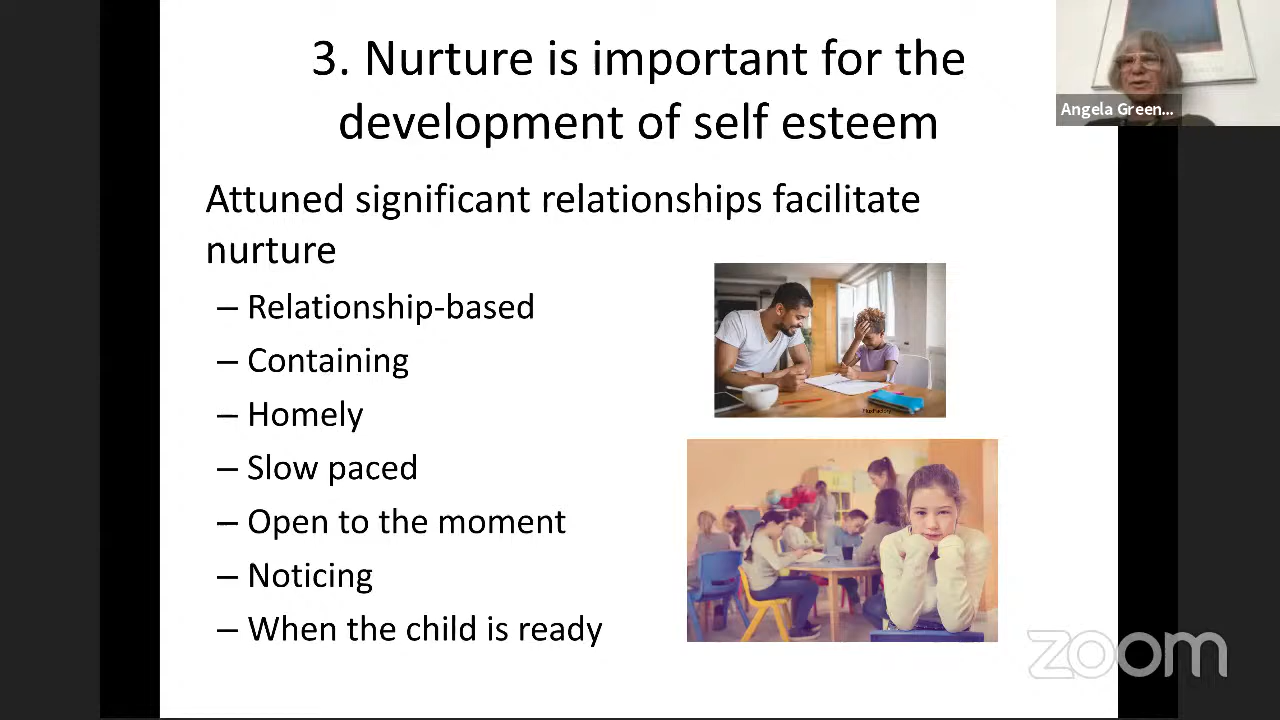 3. Nurture is important for the
development of self esteem
Angela Green...
Attuned significant relationships facilitate
nurture
– Relationship-based
– Containing
– Homely
– Slow paced
– Open to the moment
– Noticing
– When the child is ready
zoom